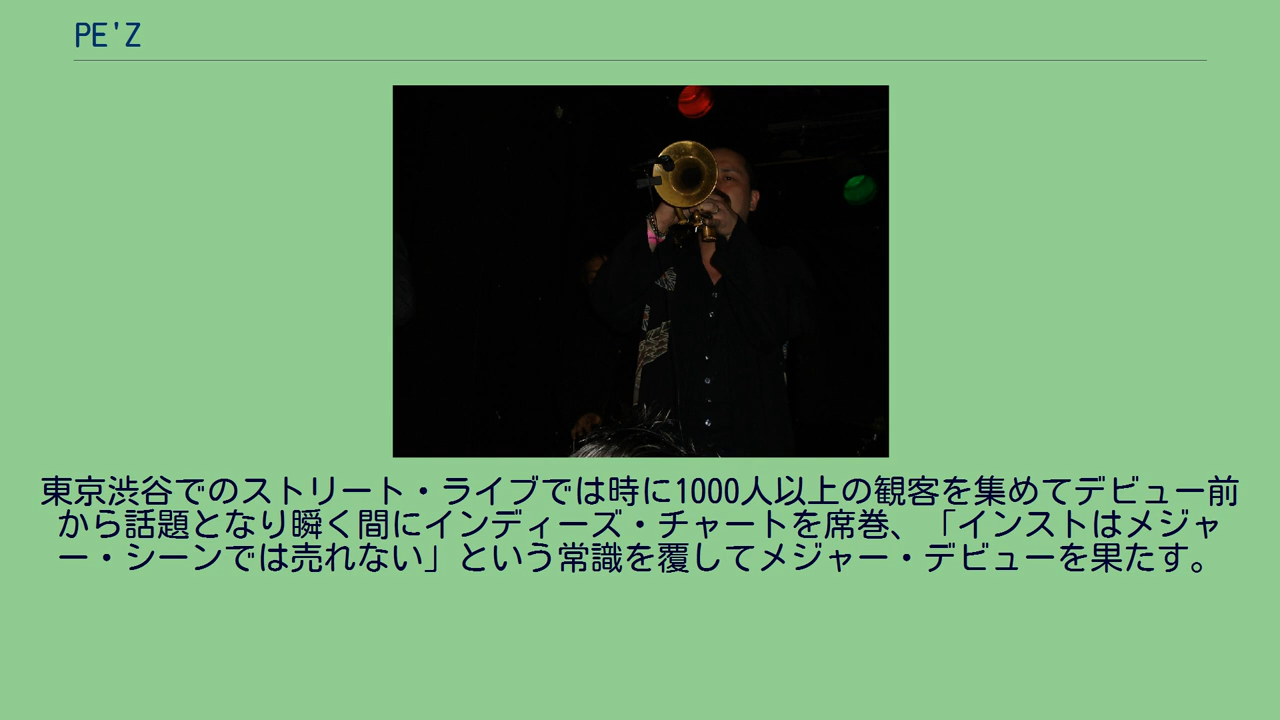 PE'Z
東京渋谷でのストリート・ライブでは時に1000人以上の観客を集めてデビュー前
から話題となり瞬く間にインディーズ・チャートを席巻、「インストはメジャ
ー・シーンでは売れない」という常識を覆してメジャー・デビューを果たす。